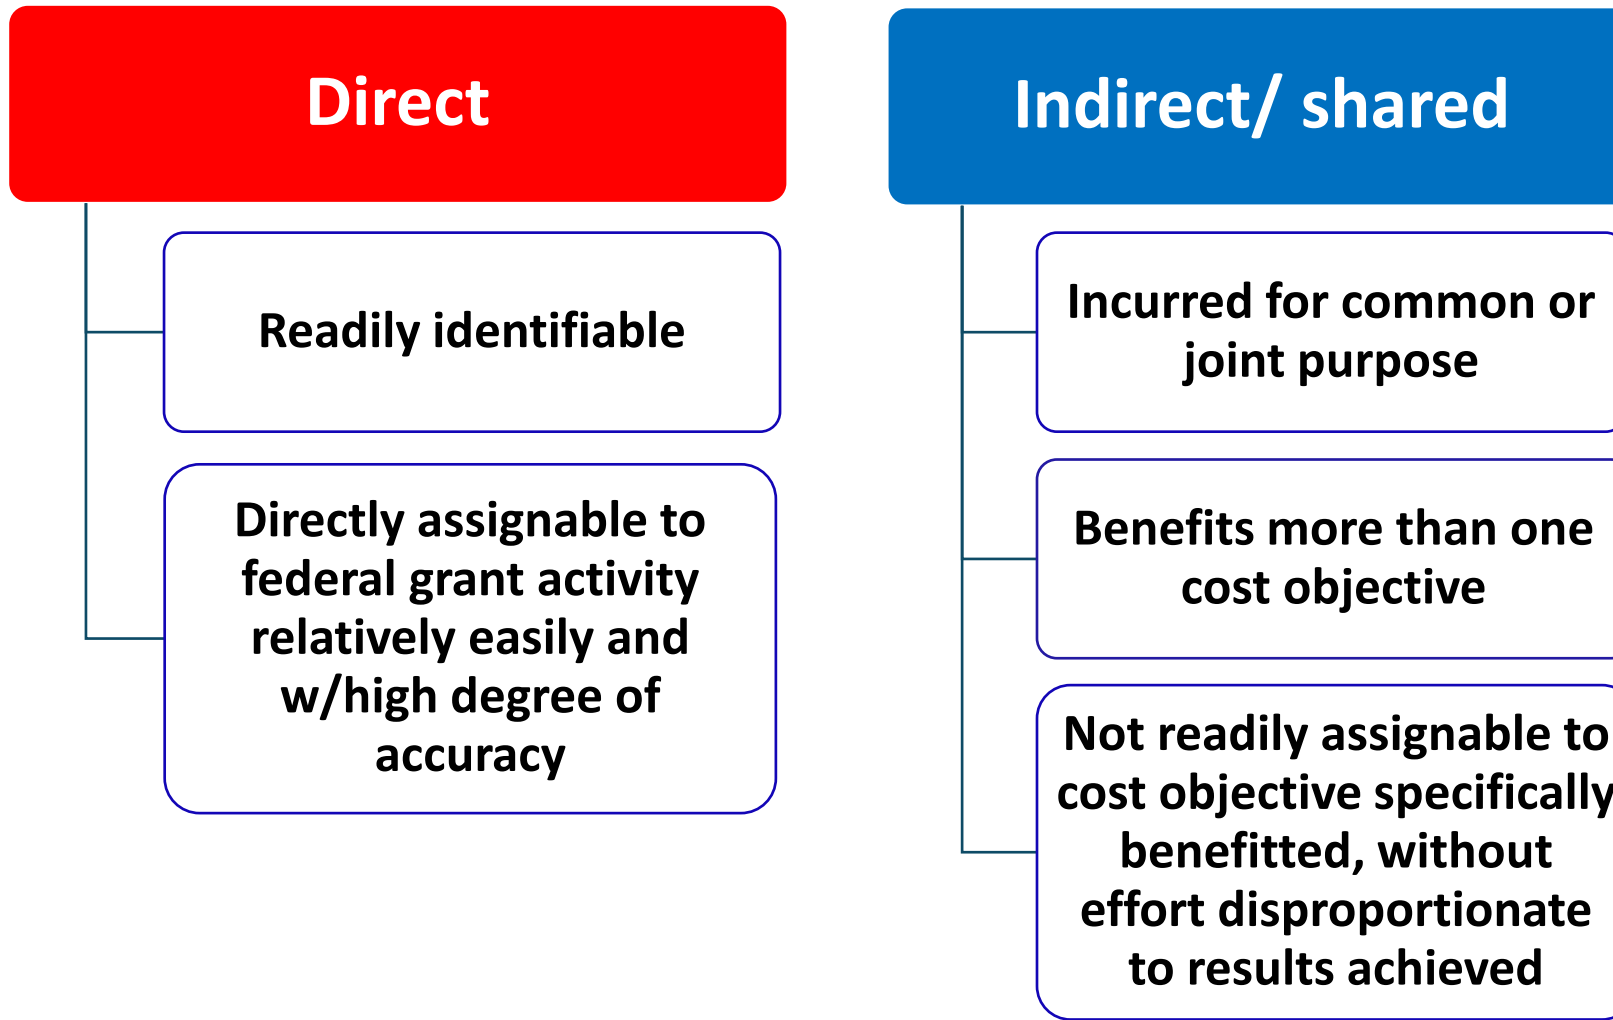 Direct
Readily identifiable
Directly assignable to
federal grant activity
relatively easily and
w/high degree of
accuracy
Indirect/ shared
Incurred for common or
joint purpose
Benefits more than one
cost objective
Not readily assignable to
cost objective specifically
benefitted, without
effort disproportionate
to results achieved